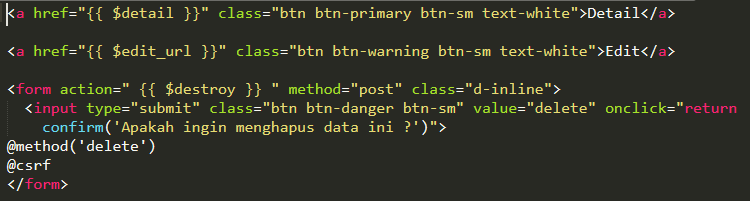 <a href="{{ $detail }}" class="btn btn-primary btn-sm text-white">Detail</a>
<a href="{{ $edit_url }}" class="btn btn-warning btn-sm text-white">Edit</a>
<form action=" {{ $destroy }} " method="post" class="d-inline">
<input type="submit" class="btn btn-danger btn-sm" value="delete" onclick="return
confirm('Apakah ingin menghapus data ini ?')">
@method('delete')
@csrf
</form>